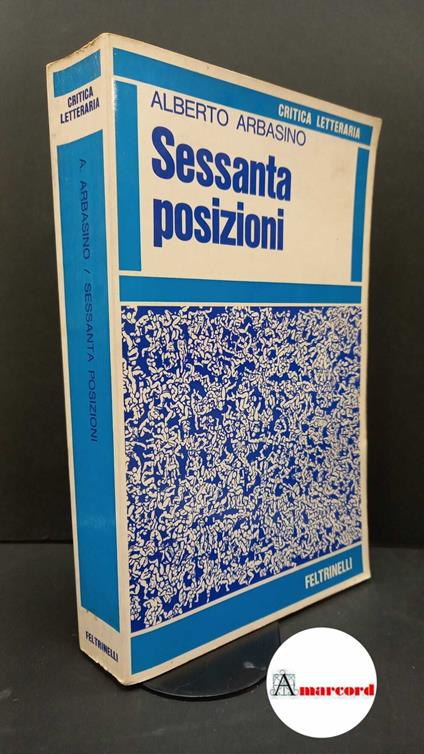 CRITICA
LETTERARIA
A. ARBASINO / SESSANTA POSIZIONI
FELTRINELLI
CRITICA LETTERARIA
ALBERTO ARBASINO
Sessanta
posizioni
FELTRINELLI
Amarcord